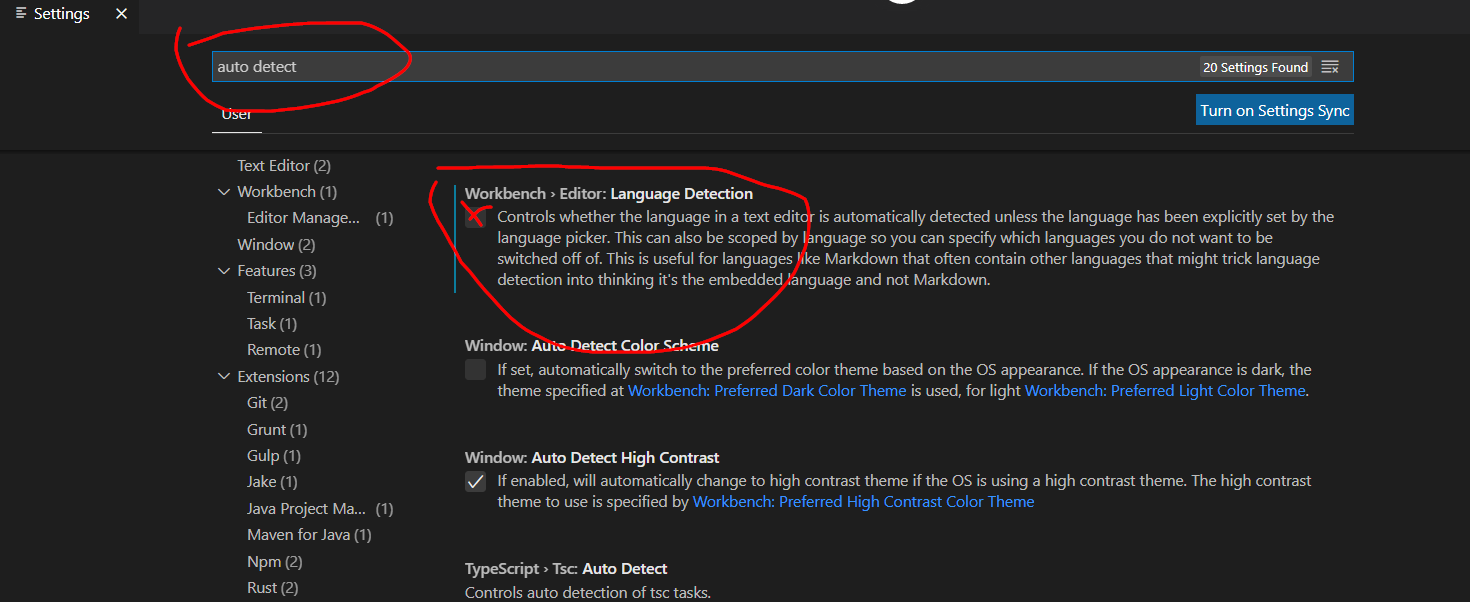 Settings
auto detect
20 Settings Found
User
Turn on Settings Sync
Text Editor (2)
Workbench (1)
Editor Manage... (1)
Window (2)
Features (3)
Terminal (1)
Task (1)
Remote (1)
Extensions (12)
Git (2)
Grunt (1)
Gulp (1)
Jake (1)
Java Project Ma... (1)
Maven for Java (1)
Npm (2)
Rust (2)
Workbench › Editor: Language Detection
Controls whether the language in a text editor is automatically detected unless the language has been explicitly set by the
language picker. This can also be scoped by language so you can specify which languages you do not want to be
switched off of. This is useful for languages like Markdown that often contain other languages that might trick language
detection into thinking it's the embedded language and not Markdown.
Window: Auto Detect Color Scheme
If set, automatically switch to the preferred color theme based on the OS appearance. If the OS appearance is dark, the
theme specified at Workbench: Preferred Dark Color Theme is used, for light Workbench: Preferred Light Color Theme.
Window: Auto Detect High Contrast
If enabled, will automatically change to high contrast theme if the OS is using a high contrast theme. The high contrast
theme to use is specified by Workbench: Preferred High Contrast Color Theme
TypeScript › Tsc: Auto Detect
Controls auto detection of tsc tasks.